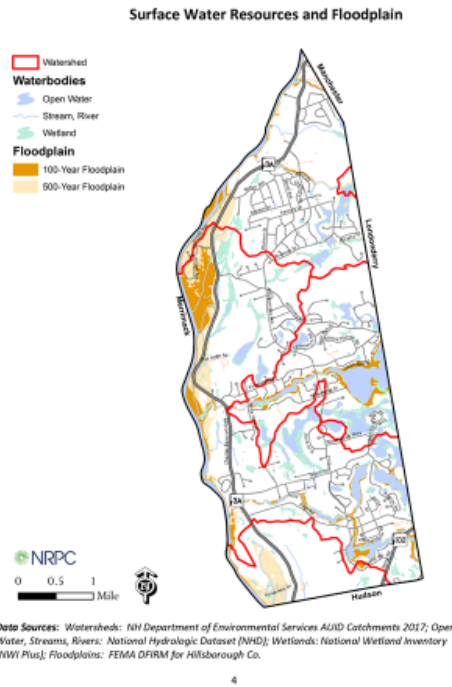 Surface Water Resources and Floodplain
Watershed
Waterbodies
Open Water
Stream, River
Wetland
Floodplain
100-Year Floodplain
500-Year Floodplain
Manchester
3A
Londonderry
Merrimack
3A
102
Hudson
NRPC
0 0.5 1
Mile
Data Sources: Watersheds: NH Department of Environmental Services AUID Catchments 2017; Open
Water, Streams, Rivers: National Hydrologic Dataset (NHD); Wetlands: National Wetland Inventory
(NWI Plus); Floodplains: FEMA DFIRM for Hillsborough Co.
4